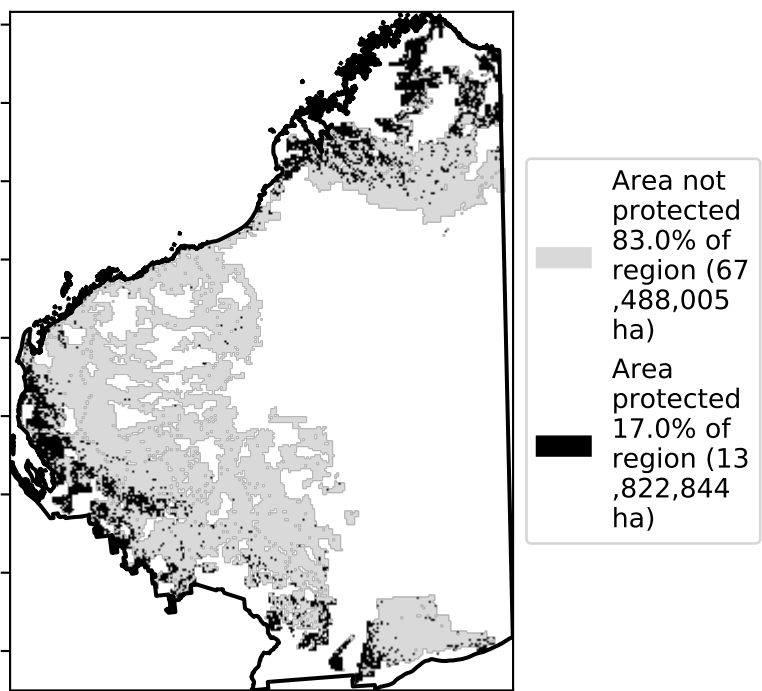 Area not
protected
83.0% of
region (67
,488,005
ha)
Area
protected
17.0% of
region (13
,822,844
ha)